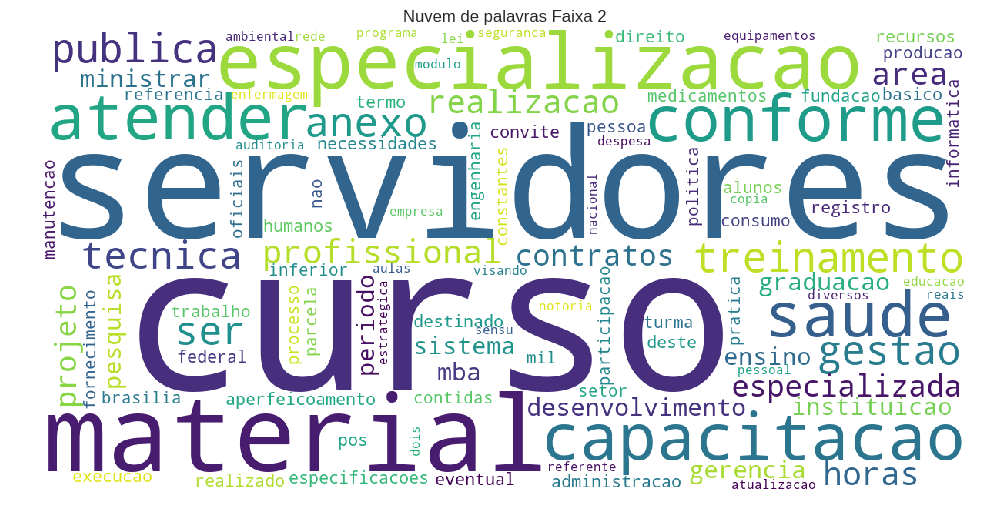 Nuvem de palavras Faixa 2
publica
ambiental
rede
programa
lei
seguranca
direito
equipamentos
recursos
especializacao
producao
ministrar
modulo
area
referencia
enfermagem
termo
realizacao
medicamentos
fundacao
basico
atender
anexo
convite
pessoa
conforme
informatica
auditoria
necessidades
despesa
servidores
manutencao
oficiais
nao
engenharia
constantes
nacional
politica
alunos
copia
registro
consumo
humanos
empresa
tecnica
profissional
contratos
treinamento
inferior
aulas
visando
graduacao
educacao
diversos
reais
projeto
fornecimento
pesquisa
trabalho
ser
federal
processo
parcela
periodo
estrategica
curso
destinado
sensu
sistema
notoria
mil
participacao
turma
deste
pratica
saude
ensino
gestao
mba
pessoal
setor
especializada
brasilia
aperfeicoamento
contidas
desenvolvimento
instituicao
material
pos
dois
capacitacao
execucao
realizado
especificacoes
eventual
referente
administracao
gerencia
atualizacao
horas